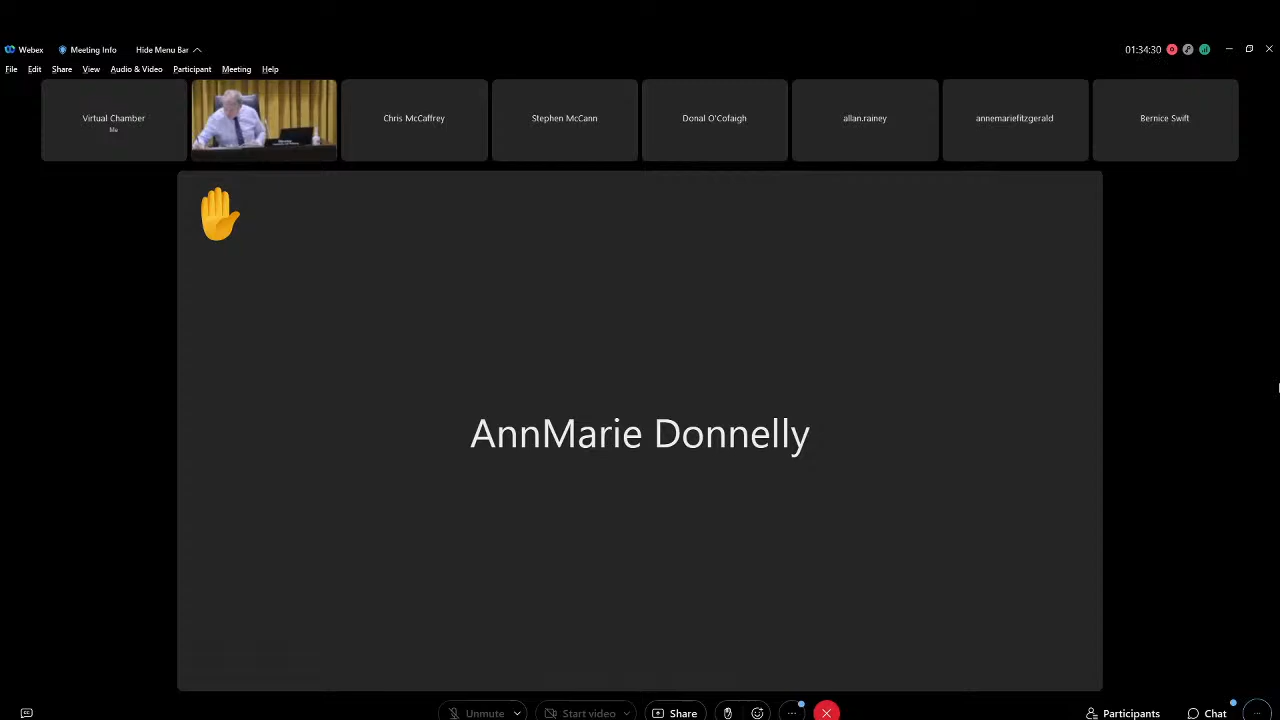 Webex Meeting Info Hide Menu Bar 01:34:30
File Edit Share View Audio & Video Participant Meeting Help
Virtual Chamber
Me
Chris McCaffrey
Stephen McCann
Donal O'Cofaigh
allan.rainey
annemariefitzgerald
Bernice Swift
AnnMarie Donnelly
Unmute Start video Share Participants Chat